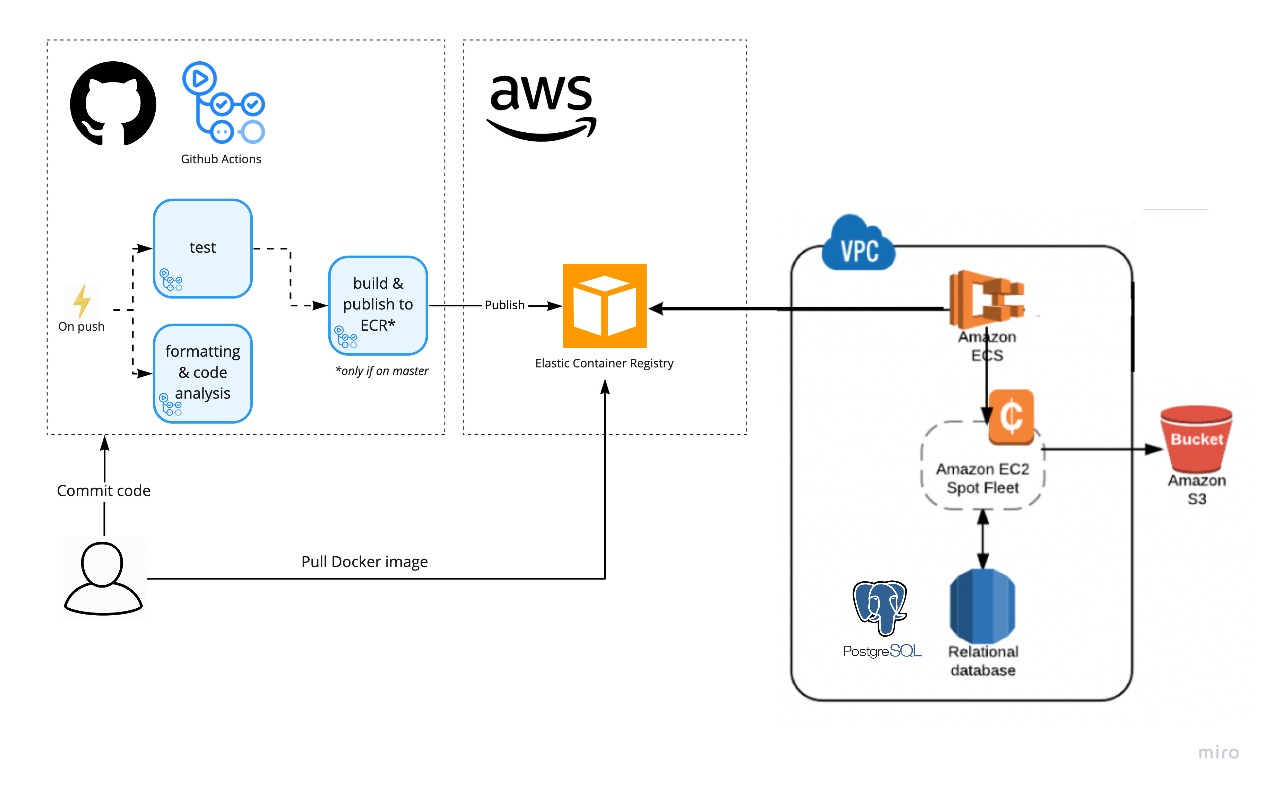 aws
Github Actions
test
On push
build &
publish to
ECR*
*only if on master
formatting
& code
analysis
Publish
Elastic Container Registry
VPC
Amazon
ECS
Amazon EC2
Spot Fleet
Bucket
Amazon
S3
Commit code
Pull Docker image
PostgreSQL
Relational
database
miro